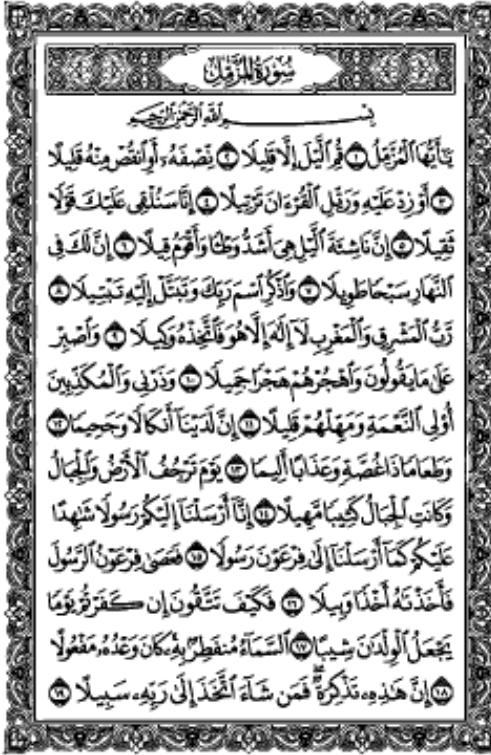 سُورَةُ المُزَّمِّل
بِسْمِ ٱللَّهِ ٱلرَّحْمَٰنِ ٱلرَّحِيمِ
يَٰٓأَيُّهَا ٱلْمُزَّمِّلُ ۝١ قُمِ ٱلَّيْلَ إِلَّا قَلِيلًا ۝٢ نِّصْفَهُۥٓ أَوِ ٱنقُصْ مِنْهُ قَلِيلًا
۝٣ أَوْ زِدْ عَلَيْهِ وَرَتِّلِ ٱلْقُرْءَانَ تَرْتِيلًا ۝٤ إِنَّا سَنُلْقِى عَلَيْكَ قَوْلًا
ثَقِيلًا ۝٥ إِنَّ نَاشِئَةَ ٱلَّيْلِ هِىَ أَشَدُّ وَطْـًٔا وَأَقْوَمُ قِيلًا ۝٦ إِنَّ لَكَ فِى
ٱلنَّهَارِ سَبْحًا طَوِيلًا ۝٧ وَٱذْكُرِ ٱسْمَ رَبِّكَ وَتَبَتَّلْ إِلَيْهِ تَبْتِيلًا ۝٨
رَّبُّ ٱلْمَشْرِقِ وَٱلْمَغْرِبِ لَآ إِلَٰهَ إِلَّا هُوَ فَٱتَّخِذْهُ وَكِيلًا ۝٩ وَٱصْبِرْ
عَلَىٰ مَا يَقُولُونَ وَٱهْجُرْهُمْ هَجْرًا جَمِيلًا ۝١٠ وَذَرْنِى وَٱلْمُكَذِّبِينَ
أُو۟لِى ٱلنَّعْمَةِ وَمَهِّلْهُمْ قَلِيلًا ۝١١ إِنَّ لَدَيْنَآ أَنكَالًا وَجَحِيمًا ۝١٢
وَطَعَامًا ذَا غُصَّةٍ وَعَذَابًا أَلِيمًا ۝١٣ يَوْمَ تَرْجُفُ ٱلْأَرْضُ وَٱلْجِبَالُ
وَكَانَتِ ٱلْجِبَالُ كَثِيبًا مَّهِيلًا ۝١٤ إِنَّآ أَرْسَلْنَآ إِلَيْكُمْ رَسُولًا شَٰهِدًا
عَلَيْكُمْ كَمَآ أَرْسَلْنَآ إِلَىٰ فِرْعَوْنَ رَسُولًا ۝١٥ فَعَصَىٰ فِرْعَوْنُ ٱلرَّسُولَ
فَأَخَذْنَٰهُ أَخْذًا وَبِيلًا ۝١٦ فَكَيْفَ تَتَّقُونَ إِن كَفَرْتُمْ يَوْمًا
يَجْعَلُ ٱلْوِلْدَٰنَ شِيبًا ۝١٧ ٱلسَّمَآءُ مُنفَطِرٌۢ بِهِۦ كَانَ وَعْدُهُۥ مَفْعُولًا
۝١٨ إِنَّ هَٰذِهِۦ تَذْكِرَةٌ ۖ فَمَن شَآءَ ٱتَّخَذَ إِلَىٰ رَبِّهِۦ سَبِيلًا ۝١٩